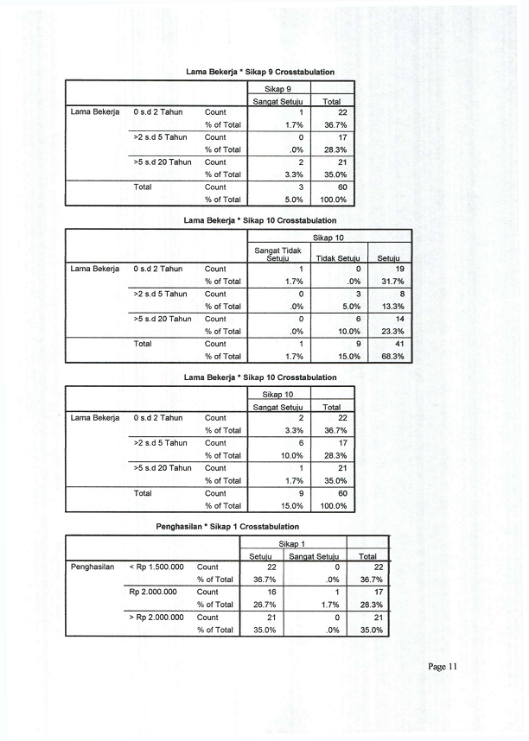 Lama Bekerja * Sikap 9 Crosstabulation
Sikap 9
Sangat Setuju Total
Lama Bekerja 0 s.d 2 Tahun Count 1 22
% of Total 1.7% 36.7%
>2 s.d 5 Tahun Count 0 17
% of Total .0% 28.3%
>5 s.d 20 Tahun Count 2 21
% of Total 3.3% 35.0%
Total Count 3 60
% of Total 5.0% 100.0%
Lama Bekerja * Sikap 10 Crosstabulation
Sikap 10
Sangat Tidak
Setuju Tidak Setuju Setuju
Lama Bekerja 0 s.d 2 Tahun Count 1 0 19
% of Total 1.7% .0% 31.7%
>2 s.d 5 Tahun Count 0 3 8
% of Total .0% 5.0% 13.3%
>5 s.d 20 Tahun Count 0 6 14
% of Total .0% 10.0% 23.3%
Total Count 1 9 41
% of Total 1.7% 15.0% 68.3%
Lama Bekerja * Sikap 10 Crosstabulation
Sikap 10
Sangat Setuju Total
Lama Bekerja 0 s.d 2 Tahun Count 2 22
% of Total 3.3% 36.7%
>2 s.d 5 Tahun Count 6 17
% of Total 10.0% 28.3%
>5 s.d 20 Tahun Count 1 21
% of Total 1.7% 35.0%
Total Count 9 60
% of Total 15.0% 100.0%
Penghasilan * Sikap 1 Crosstabulation
Sikap 1
Setuju Sangat Setuju Total
Penghasilan < Rp 1.500.000 Count 22 0 22
% of Total 36.7% .0% 36.7%
Rp 2.000.000 Count 16 1 17
% of Total 26.7% 1.7% 28.3%
> Rp 2.000.000 Count 21 0 21
% of Total 35.0% .0% 35.0%
Page 11